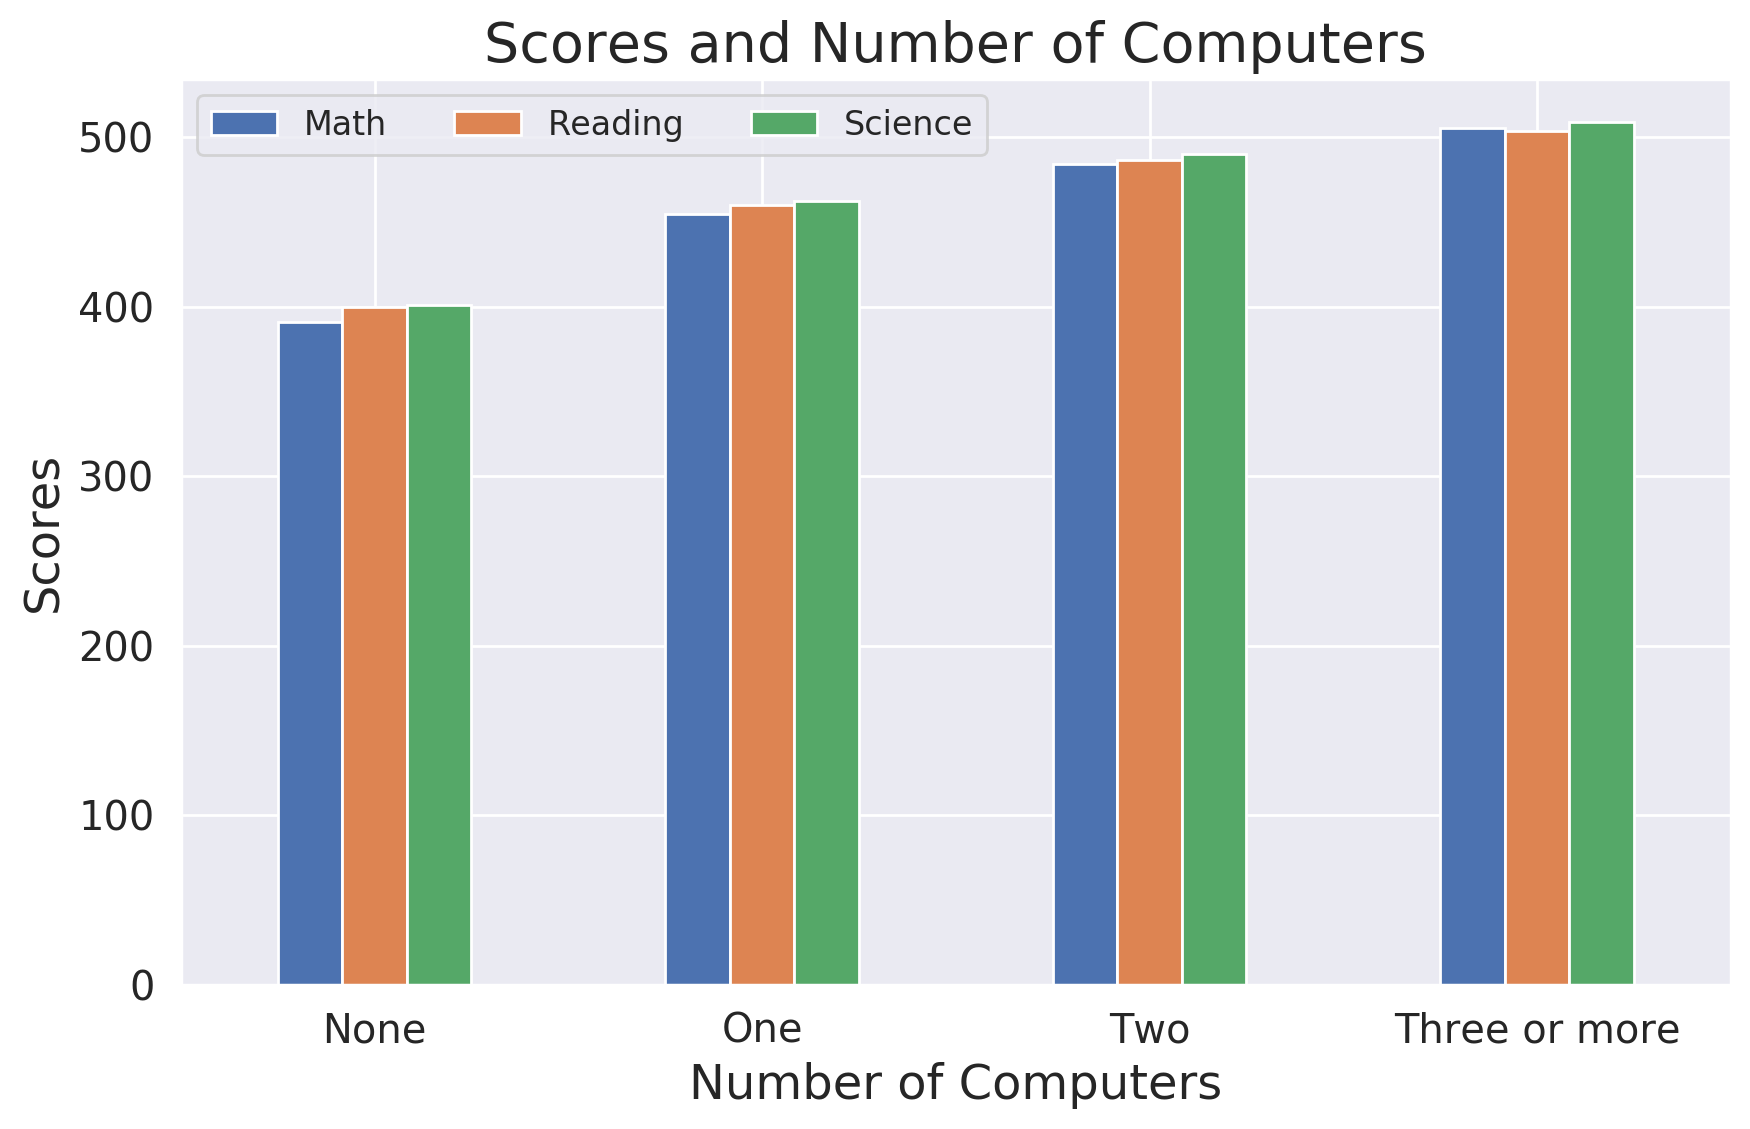 Scores and Number of Computers
Math Reading Science
500
400
300
200
100
0
Scores
None One Two Three or more
Number of Computers